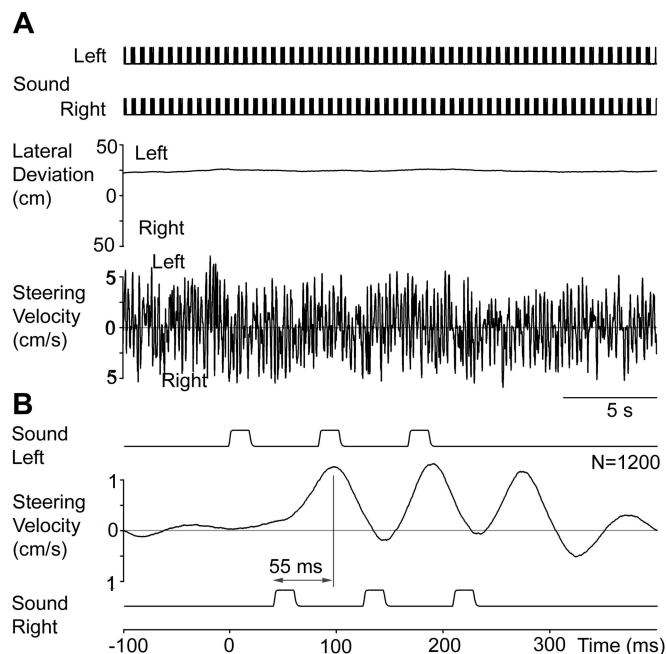 A
Left
Sound
Right
Lateral
Deviation
(cm)
50
0
50
Left
Right
Steering
Velocity
(cm/s)
5
0
5
Left
Right
5 s
B
Sound
Left
N=1200
Steering
Velocity
(cm/s)
1
0
1
55 ms
Sound
Right
-100 0 100 200 300 Time (ms)